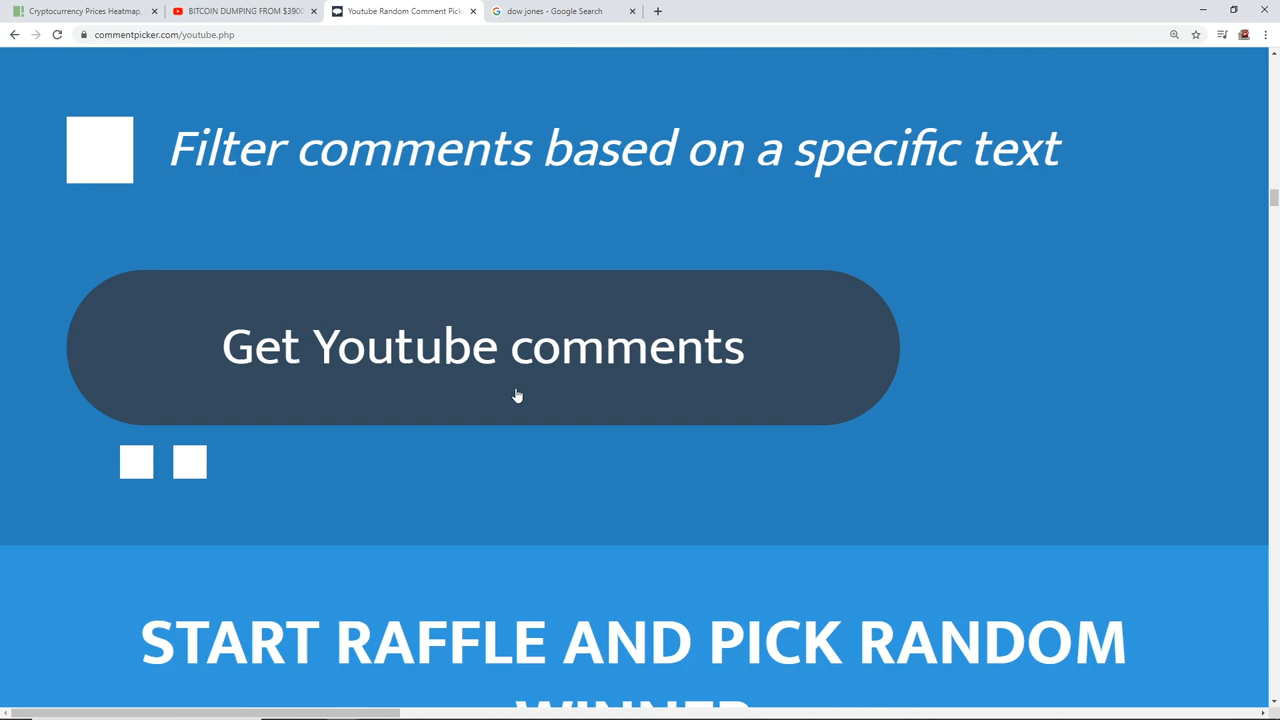 Cryptocurrency Prices Heatmap,
BITCOIN DUMPING FROM $3900
Youtube Random Comment Pick
dow jones - Google Search
commentpicker.com/youtube.php
Filter comments based on a specific text
Get Youtube comments
START RAFFLE AND PICK RANDOM
WINNER